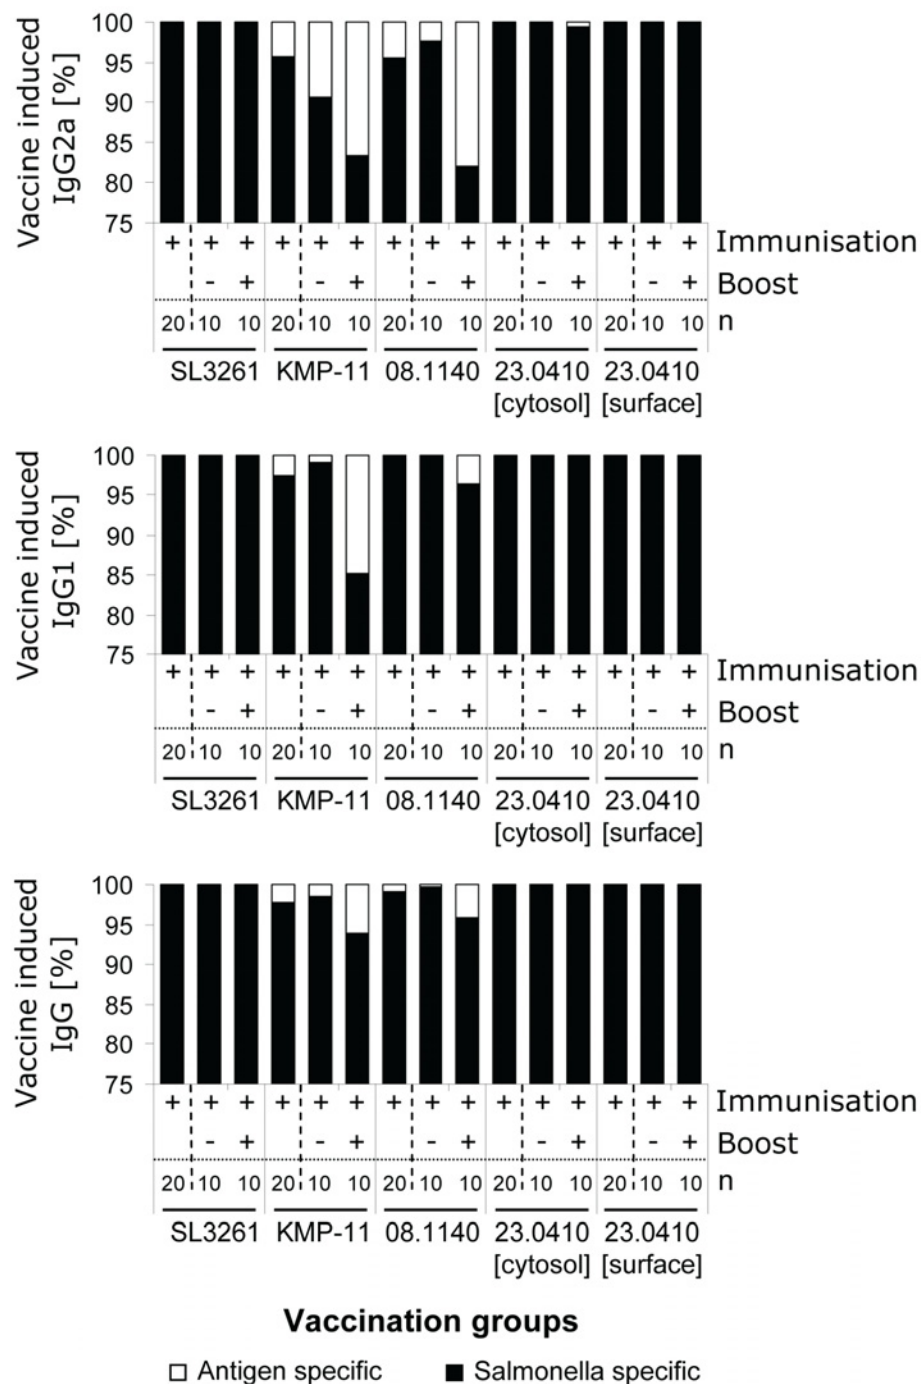 Vaccine induced
IgG2a [%]
100
95
90
85
80
75
+ + + + + + + + + + + + + + + Immunisation
- + - + - + - + - + Boost
20 10 10 20 10 10 20 10 10 20 10 10 20 10 10 n
SL3261 KMP-11 08.1140 23.0410 23.0410
[cytosol] [surface]
Vaccine induced
IgG1 [%]
100
95
90
85
80
75
+ + + + + + + + + + + + + + + Immunisation
- + - + - + - + - + Boost
20 10 10 20 10 10 20 10 10 20 10 10 20 10 10 n
SL3261 KMP-11 08.1140 23.0410 23.0410
[cytosol] [surface]
Vaccine induced
IgG [%]
100
95
90
85
80
75
+ + + + + + + + + + + + + + + Immunisation
- + - + - + - + - + Boost
20 10 10 20 10 10 20 10 10 20 10 10 20 10 10 n
SL3261 KMP-11 08.1140 23.0410 23.0410
[cytosol] [surface]
Vaccination groups
Antigen specific Salmonella specific